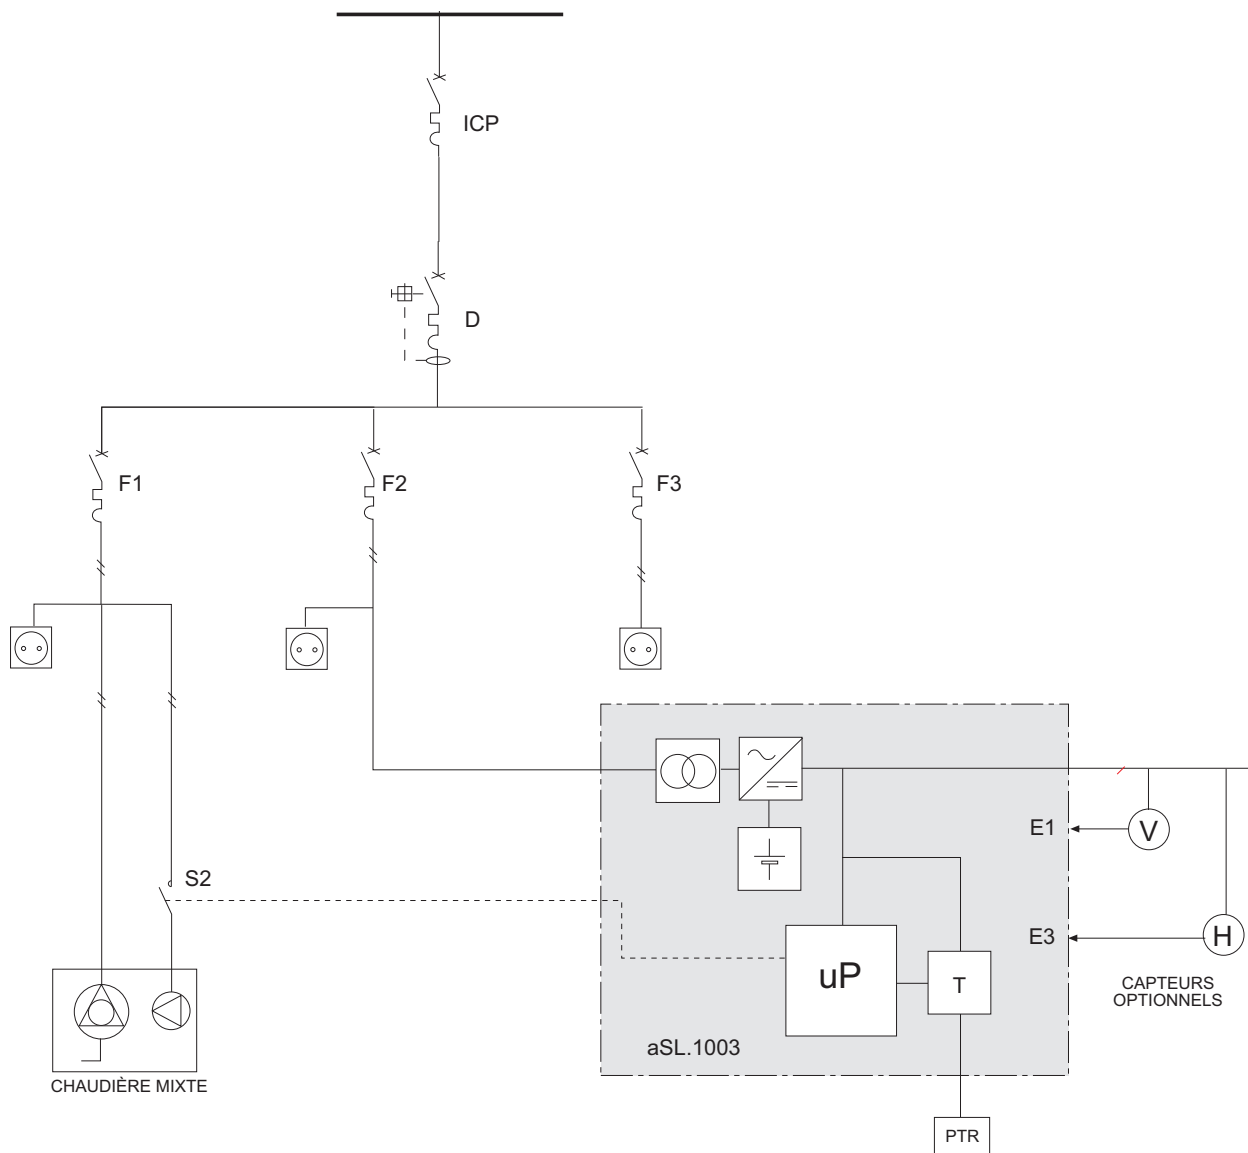 ICP
D
F1
F2
F3
S2
E1
V
E3
H
uP
T
CAPTEURS
OPTIONNELS
aSL.1003
CHAUDIÈRE MIXTE
PTR